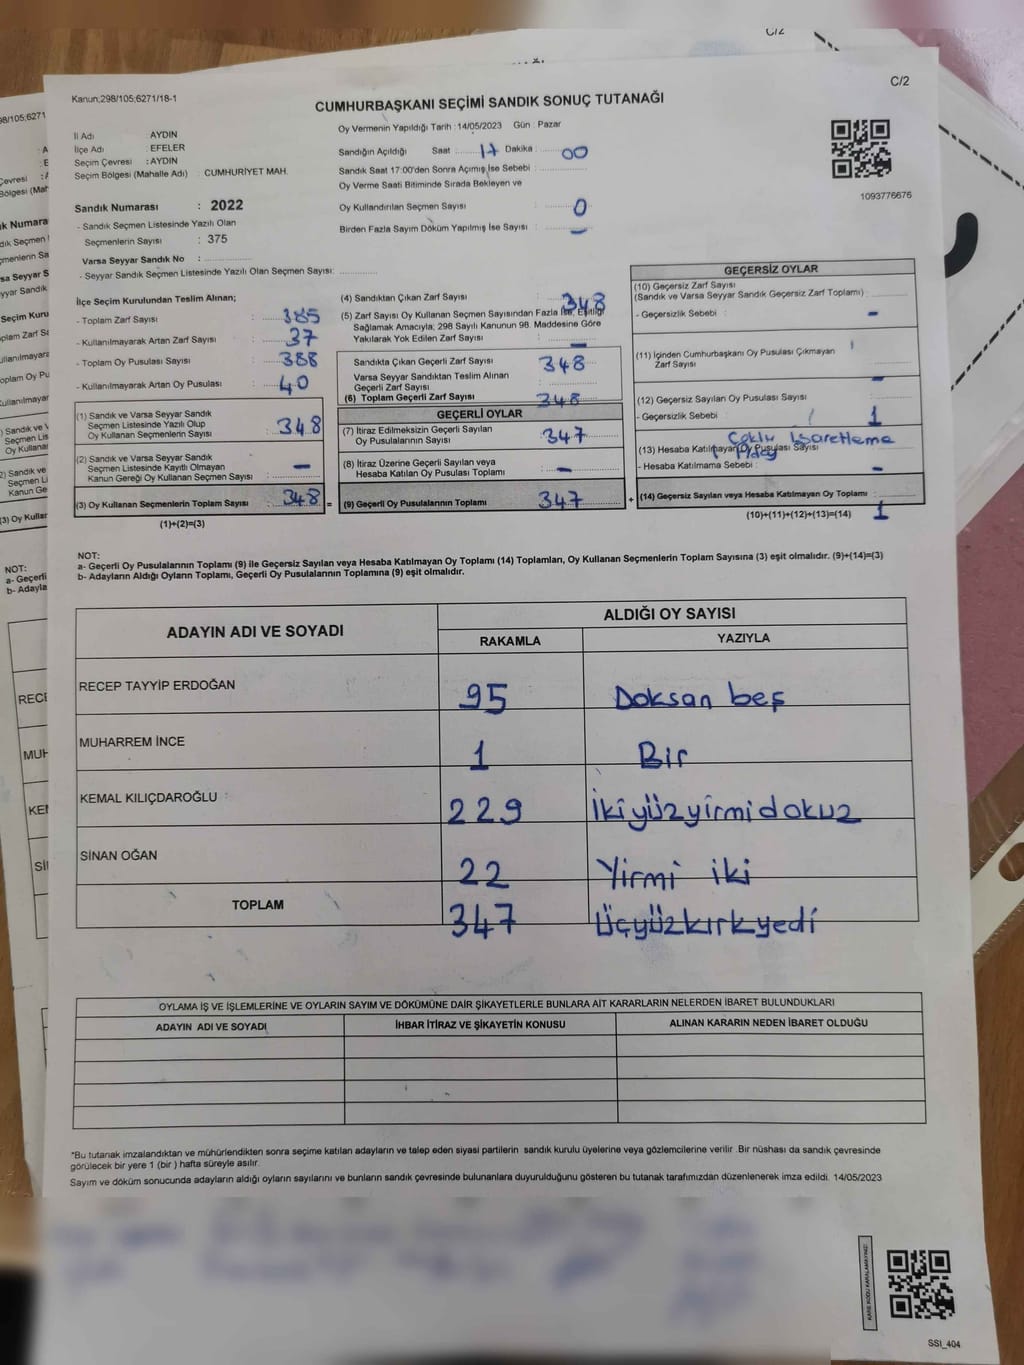 C/2
Kanun;298/105;6271/18-1
C/2
CUMHURBAŞKANI SEÇİMİ SANDIK SONUÇ TUTANAĞI
İl Adı : AYDIN
İlçe Adı : EFELER
Seçim Çevresi : AYDIN
Seçim Bölgesi (Mahalle Adı) : CUMHURİYET MAH.
Sandık Numarası : 2022
- Sandık Seçmen Listesinde Yazılı Olan
Seçmenlerin Sayısı : 375
Varsa Seyyar Sandık No :
- Seyyar Sandık Seçmen Listesinde Yazılı Olan Seçmen Sayısı:
Oy Vermenin Yapıldığı Tarih :14/05/2023 Gün : Pazar
Sandığın Açıldığı Saat 17 Dakika : 00
Sandık Saat 17:00'den Sonra Açımış İse Sebebi :
Oy Verme Saati Bitiminde Sırada Bekleyen ve
Oy Kullandırılan Seçmen Sayısı : 0
Birden Fazla Sayım Döküm Yapılmış İse Sayısı : -
1093776676
İlçe Seçim Kurulundan Teslim Alınan;
- Toplam Zarf Sayısı : 385
- Kullanılmayarak Artan Zarf Sayısı : 37
- Toplam Oy Pusulası Sayısı : 388
- Kullanılmayarak Artan Oy Pusulası : 40
(1) Sandık ve Varsa Seyyar Sandık
Seçmen Listesinde Yazılı Olup
Oy Kullanan Seçmenlerin Sayısı : 348
(2) Sandık ve Varsa Seyyar Sandık
Seçmen Listesinde Kayıtlı Olmayan
Kanun Gereği Oy Kullanan Seçmen Sayısı : -
(3) Oy Kullanan Seçmenlerin Toplam Sayısı : 348 =
(1)+(2)=(3)
(4) Sandıktan Çıkan Zarf Sayısı : 348
(5) Zarf Sayısı Oy Kullanan Seçmen Sayısından Fazla İse, Eşitliği
Sağlamak Amacıyla; 298 Sayılı Kanunun 98. Maddesine Göre
Yakılarak Yok Edilen Zarf Sayısı : -
Sandıkta Çıkan Geçerli Zarf Sayısı : 348
Varsa Seyyar Sandıktan Teslim Alınan
Geçerli Zarf Sayısı :
(6) Toplam Geçerli Zarf Sayısı : 348
GEÇERLİ OYLAR
(7) İtiraz Edilmeksizin Geçerli Sayılan
Oy Pusulalarının Sayısı : 347
(8) İtiraz Üzerine Geçerli Sayılan veya
Hesaba Katılan Oy Pusulası Toplamı : -
(9) Geçerli Oy Pusulalarının Toplamı : 347 +
GEÇERSİZ OYLAR
(10) Geçersiz Zarf Sayısı
(Sandık ve Varsa Seyyar Sandık Geçersiz Zarf Toplamı) :
- Geçersizlik Sebebi : -
(11) İçinden Cumhurbaşkanı Oy Pusulası Çıkmayan
Zarf Sayısı : -
(12) Geçersiz Sayılan Oy Pusulası Sayısı :
- Geçersizlik Sebebi : 1
Çoklu İşaretleme
(13) Hesaba Katılmayan Oy Pusulası Sayısı
- Hesaba Katılmama Sebebi : -
(14) Geçersiz Sayılan veya Hesaba Katılmayan Oy Toplamı :
(10)+(11)+(12)+(13)=(14) 1
NOT:
a- Geçerli Oy Pusulalarının Toplamı (9) ile Geçersiz Sayılan veya Hesaba Katılmayan Oy Toplamı (14) Toplamları, Oy Kullanan Seçmenlerin Toplam Sayısına (3) eşit olmalıdır. (9)+(14)=(3)
b- Adayların Aldığı Oyların Toplamı, Geçerli Oy Pusulalarının Toplamına (9) eşit olmalıdır.
ADAYIN ADI VE SOYADI
ALDIĞI OY SAYISI
RAKAMLA YAZIYLA
RECEP TAYYİP ERDOĞAN 95 Doksan beş
MUHARREM İNCE 1 Bir
KEMAL KILIÇDAROĞLU 229 İkiyüzyirmidokuz
SİNAN OĞAN 22 Yirmi iki
TOPLAM 347 Üçyüzkırkyedi
OYLAMA İŞ VE İŞLEMLERİNE VE OYLARIN SAYIM VE DÖKÜMÜNE DAİR ŞİKAYETLERLE BUNLARA AİT KARARLARIN NELERDEN İBARET BULUNDUKLARI
ADAYIN ADI VE SOYADI İHBAR İTİRAZ VE ŞİKAYETİN KONUSU ALINAN KARARIN NEDEN İBARET OLDUĞU
*Bu tutanak imzalandıktan ve mühürlendikten sonra seçime katılan adayların ve talep eden siyasi partilerin sandık kurulu üyelerine veya gözlemcilerine verilir .Bir nüshası da sandık çevresinde
görülecek bir yere 1 (bir ) hafta süreyle asılır.
Sayım ve döküm sonucunda adayların aldığı oyların sayılarını ve bunların sandık çevresinde bulunanlara duyurulduğunu gösteren bu tutanak tarafımızdan düzenlenerek imza edildi. 14/05/2023
KARE KODU KARALAMAYINIZ!
SSİ_404